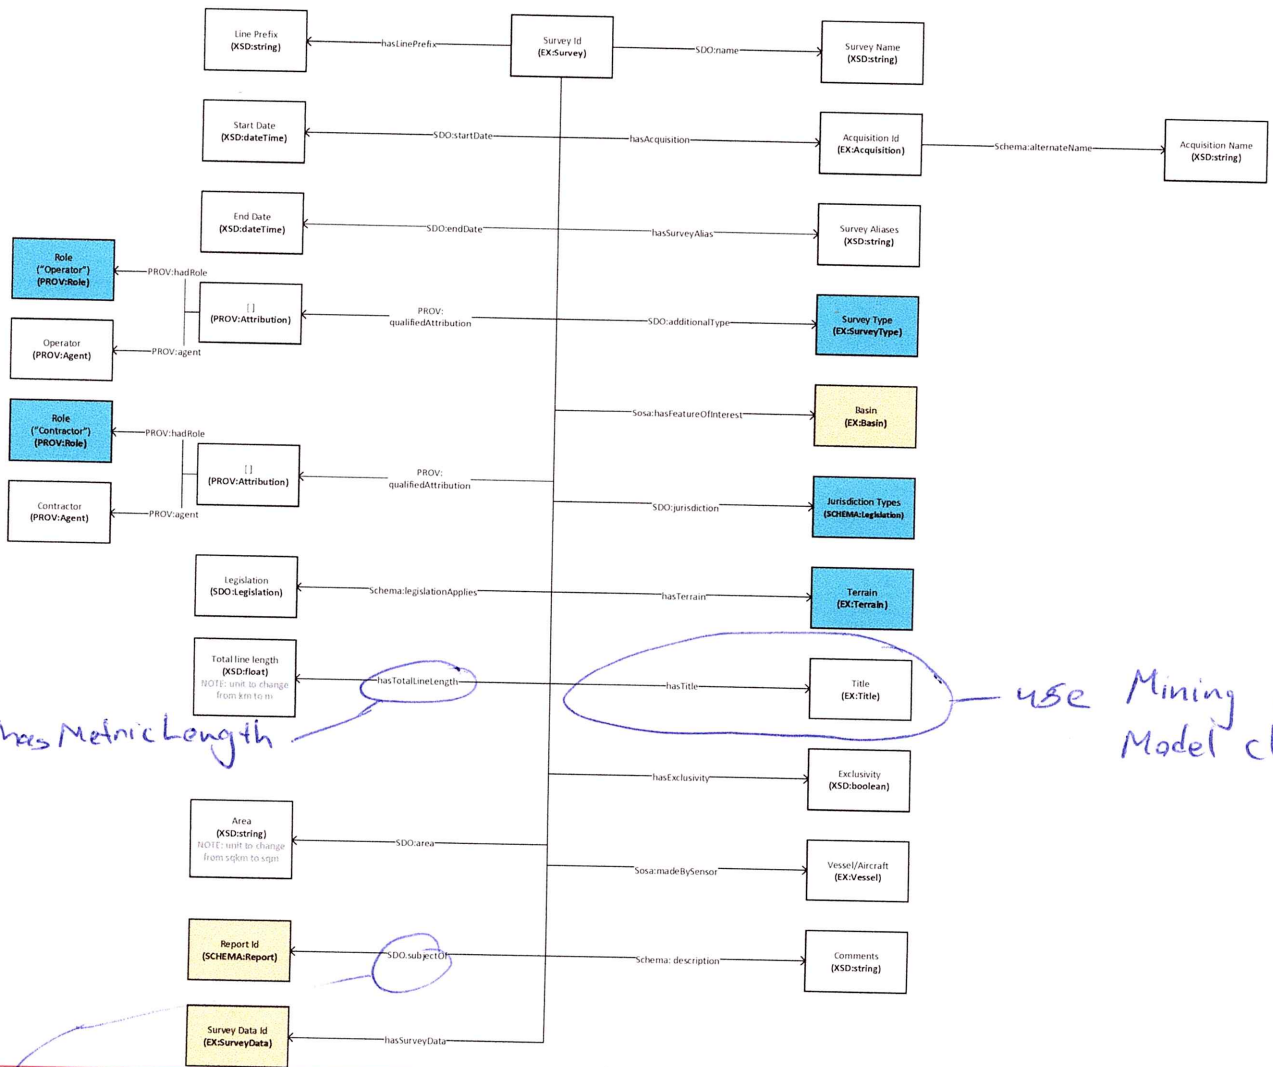 Line Prefix
(XSD:string)
hasLinePrefix
Survey Id
(EX:Survey)
SDO:name
Survey Name
(XSD:string)
Start Date
(XSD:dateTime)
SDO:startDate
hasAcquisition
Acquisition Id
(EX:Acquisition)
Schema:alternateName
Acquisition Name
(XSD:string)
End Date
(XSD:dateTime)
SDO:endDate
hasSurveyAlias
Survey Aliases
(XSD:string)
Role
("Operator")
(PROV:Role)
PROV:hadRole
[ ]
(PROV:Attribution)
PROV:
qualifiedAttribution
SDO:additionalType
Survey Type
(EX:SurveyType)
Operator
(PROV:Agent)
PROV:agent
Role
("Contractor")
(PROV:Role)
PROV:hadRole
Sosa:hasFeatureOfInterest
Basin
(EX:Basin)
[ ]
(PROV:Attribution)
PROV:
qualifiedAttribution
Contractor
(PROV:Agent)
PROV:agent
SDO:jurisdiction
Jurisdiction Types
(SCHEMA:Legislation)
Legislation
(SDO:Legislation)
Schema:legislationApplies
hasTerrain
Terrain
(EX:Terrain)
Total line length
(XSD:float)
NOTE: unit to change
from km to m
hasTotalLineLength
hasTitle
Title
(EX:Title)
use Mining
Model cl
has MetricLength
hasExclusivity
Exclusivity
(XSD:boolean)
Area
(XSD:string)
NOTE: unit to change
from sqkm to sqm
SDO:area
Sosa:madeBySensor
Vessel/Aircraft
(EX:Vessel)
Report Id
(SCHEMA:Report)
SDO:subjectOf
Schema: description
Comments
(XSD:string)
Survey Data Id
(EX:SurveyData)
hasSurveyData